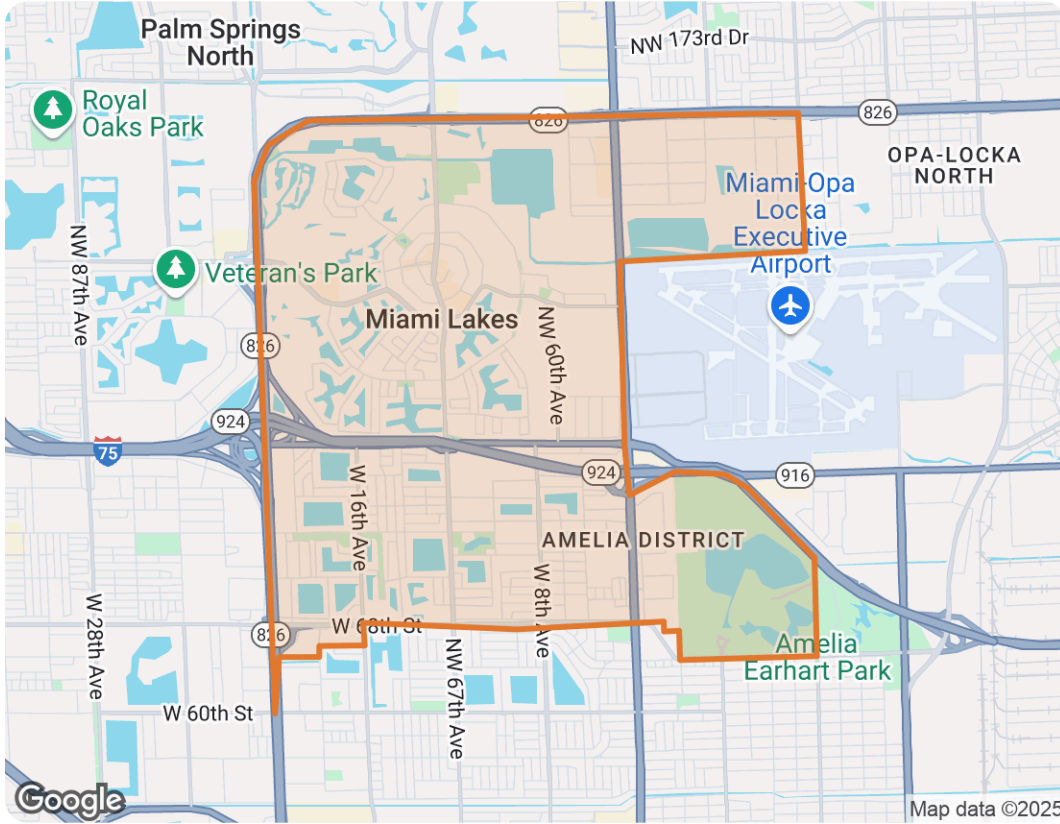 Palm Springs
North
NW 173rd Dr
Royal
Oaks Park
826
826
OPA-LOCKA
NORTH
Miami-Opa
Locka
Executive
Airport
NW 87th Ave
Veteran's Park
Miami Lakes
NW 60th Ave
826
924
75
924
916
W 16th Ave
AMELIA DISTRICT
W 28th Ave
826
W 68th St
W 8th Ave
NW 67th Ave
Amelia
Earhart Park
W 60th St
Google
Map data ©2025